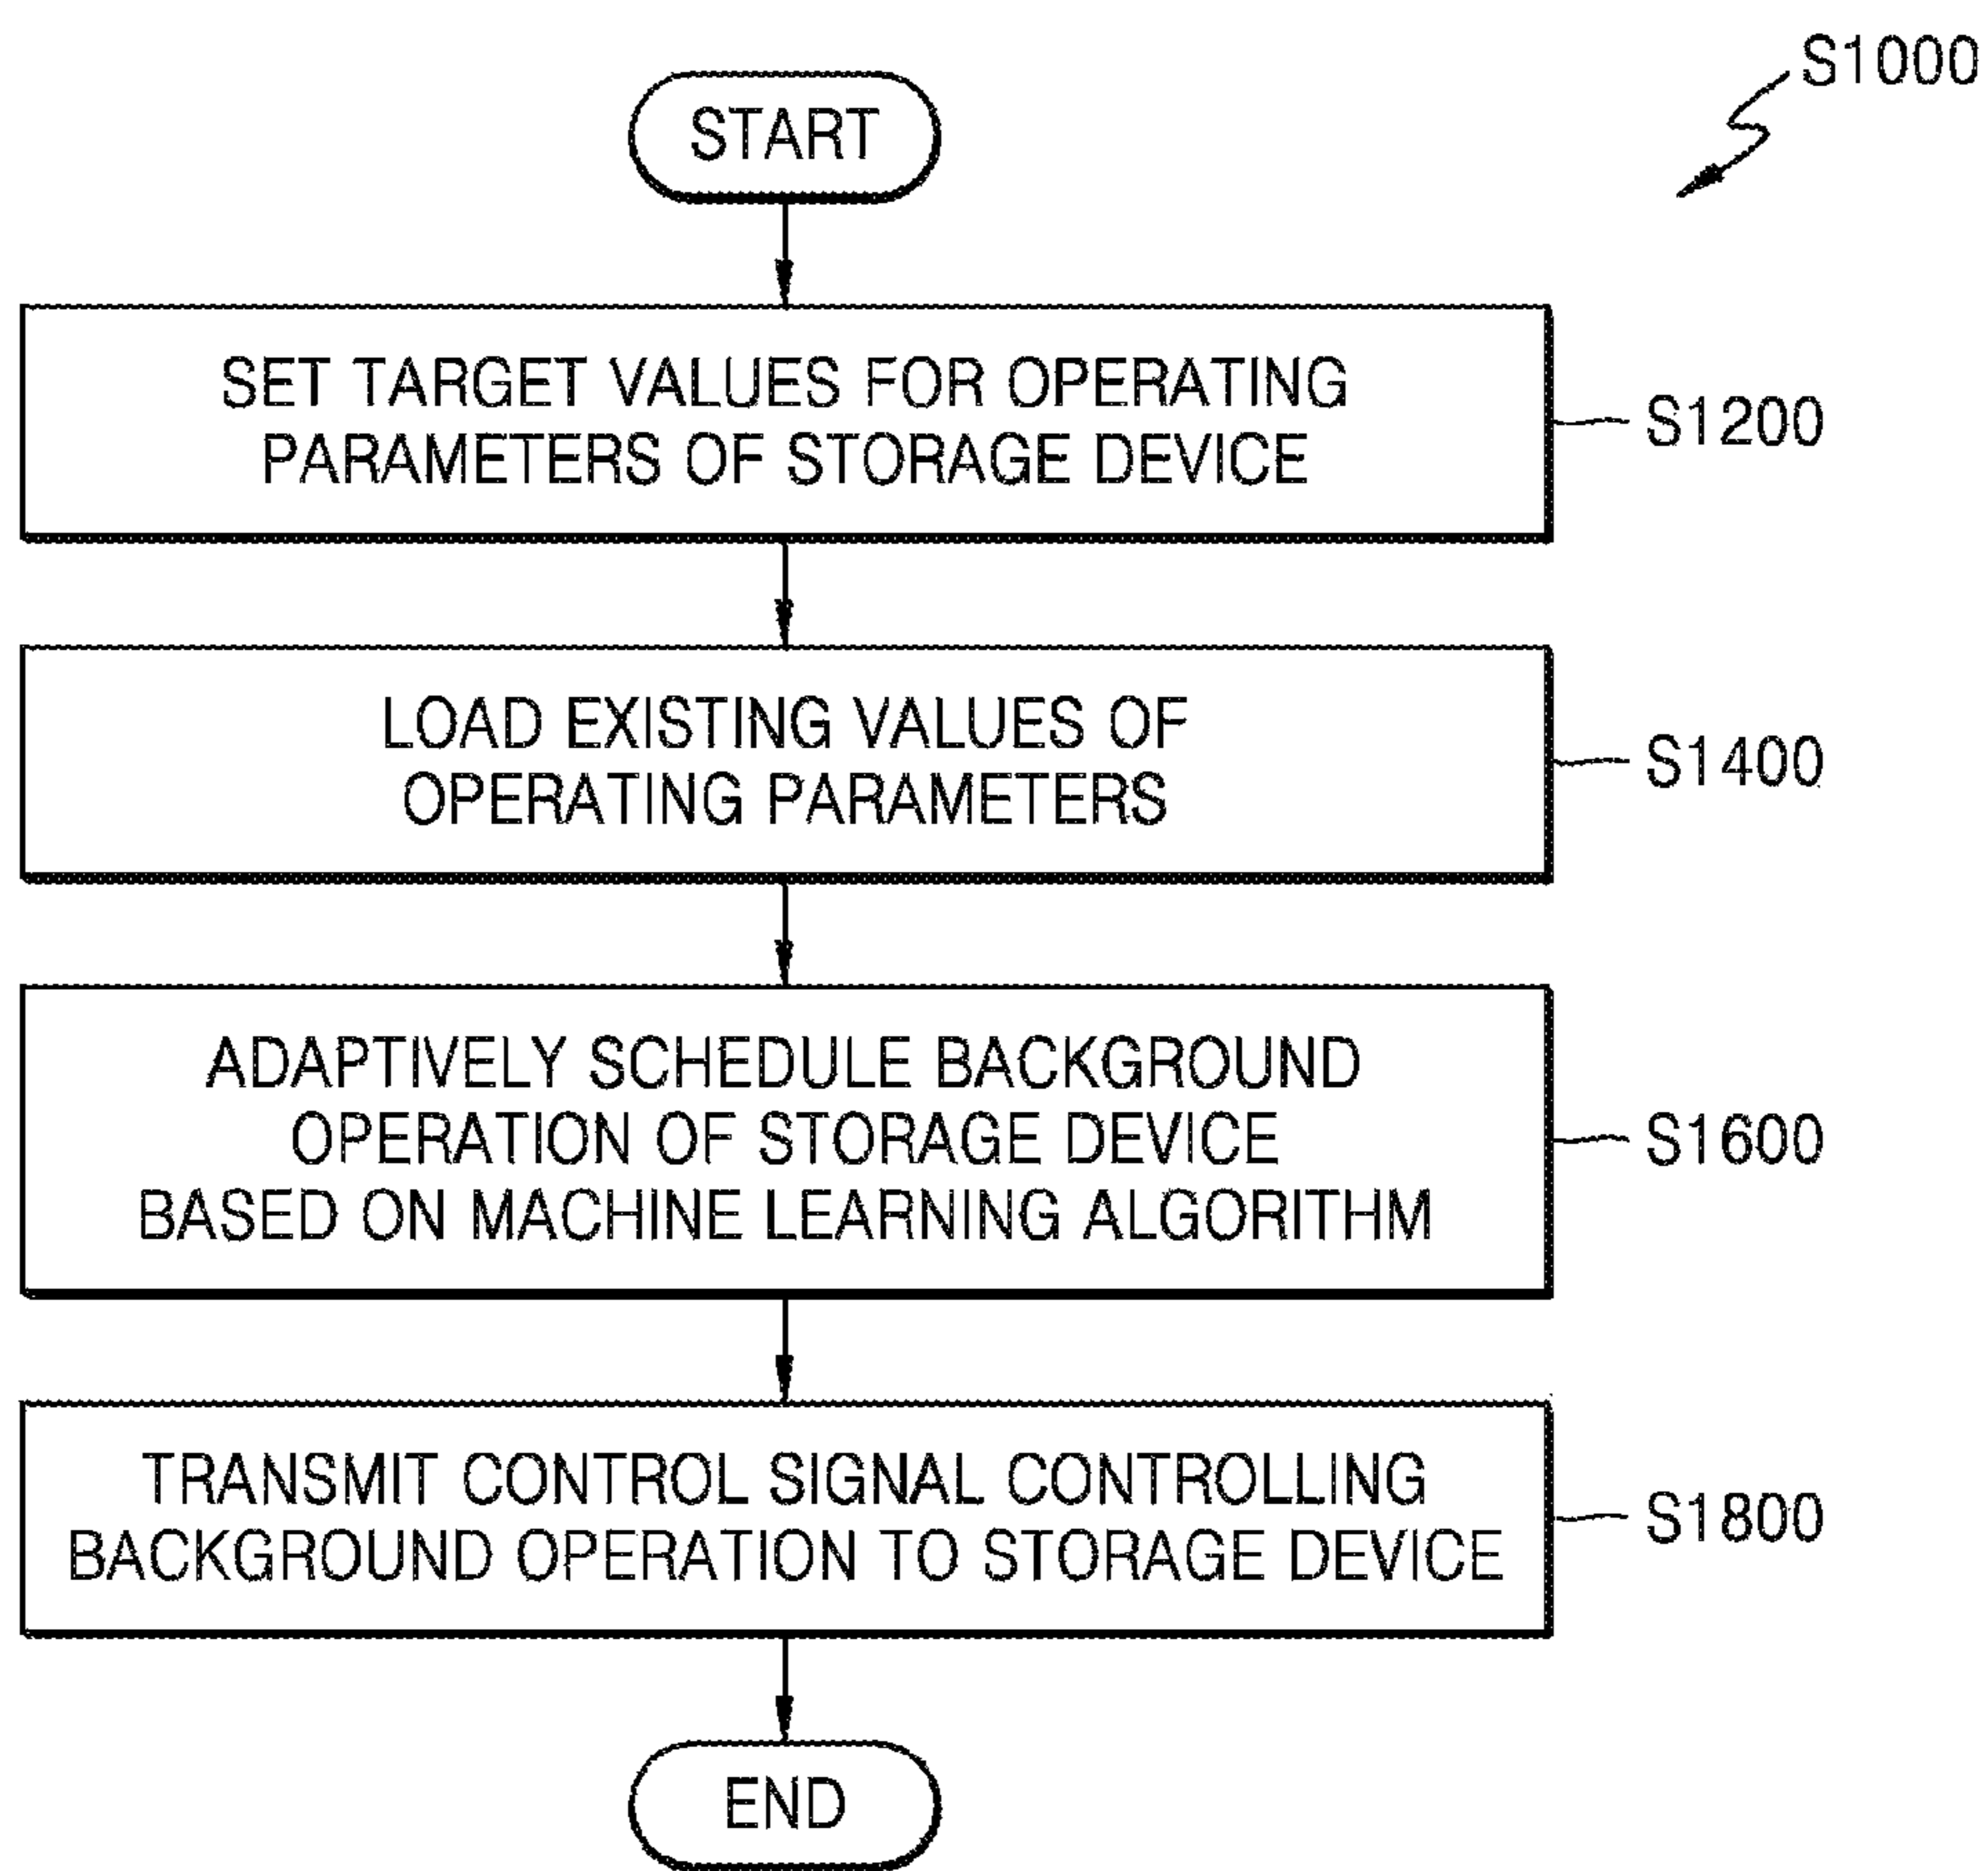 S1000
START
SET TARGET VALUES FOR OPERATING
PARAMETERS OF STORAGE DEVICE
S1200
LOAD EXISTING VALUES OF
OPERATING PARAMETERS
S1400
ADAPTIVELY SCHEDULE BACKGROUND
OPERATION OF STORAGE DEVICE
BASED ON MACHINE LEARNING ALGORITHM
S1600
TRANSMIT CONTROL SIGNAL CONTROLLING
BACKGROUND OPERATION TO STORAGE DEVICE
S1800
END